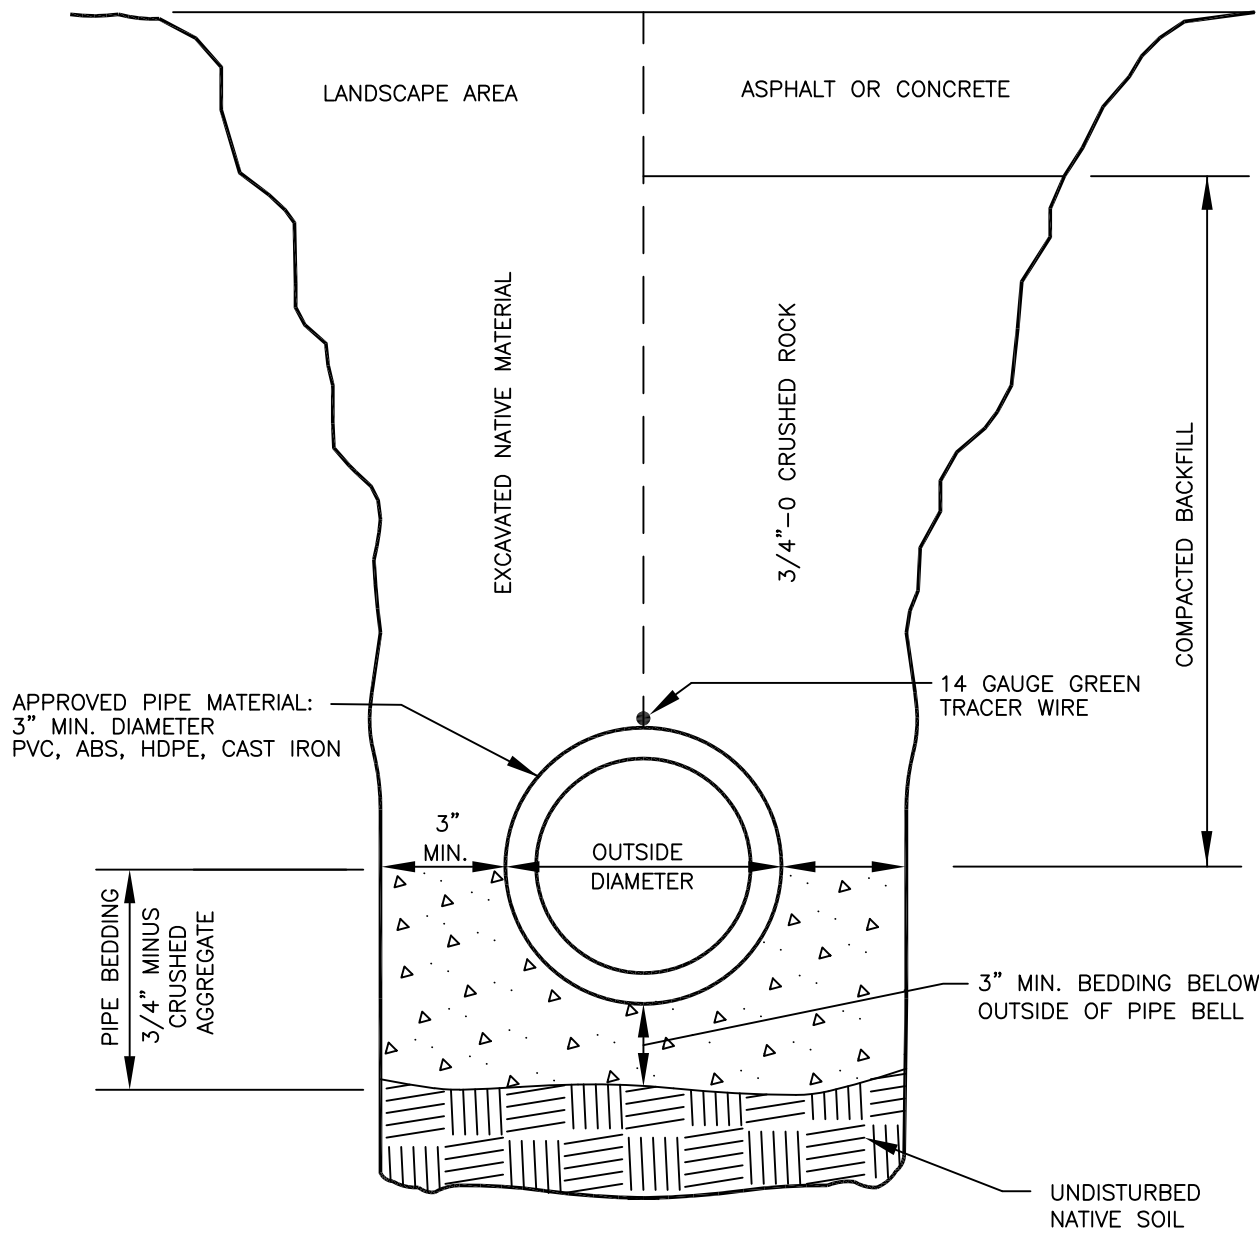 LANDSCAPE AREA
ASPHALT OR CONCRETE
EXCAVATED NATIVE MATERIAL
3/4"-0 CRUSHED ROCK
COMPACTED BACKFILL
14 GAUGE GREEN
TRACER WIRE
APPROVED PIPE MATERIAL:
3" MIN. DIAMETER
PVC, ABS, HDPE, CAST IRON
3"
MIN.
OUTSIDE
DIAMETER
PIPE BEDDING
3/4" MINUS
CRUSHED
AGGREGATE
3" MIN. BEDDING BELOW
OUTSIDE OF PIPE BELL
UNDISTURBED
NATIVE SOIL